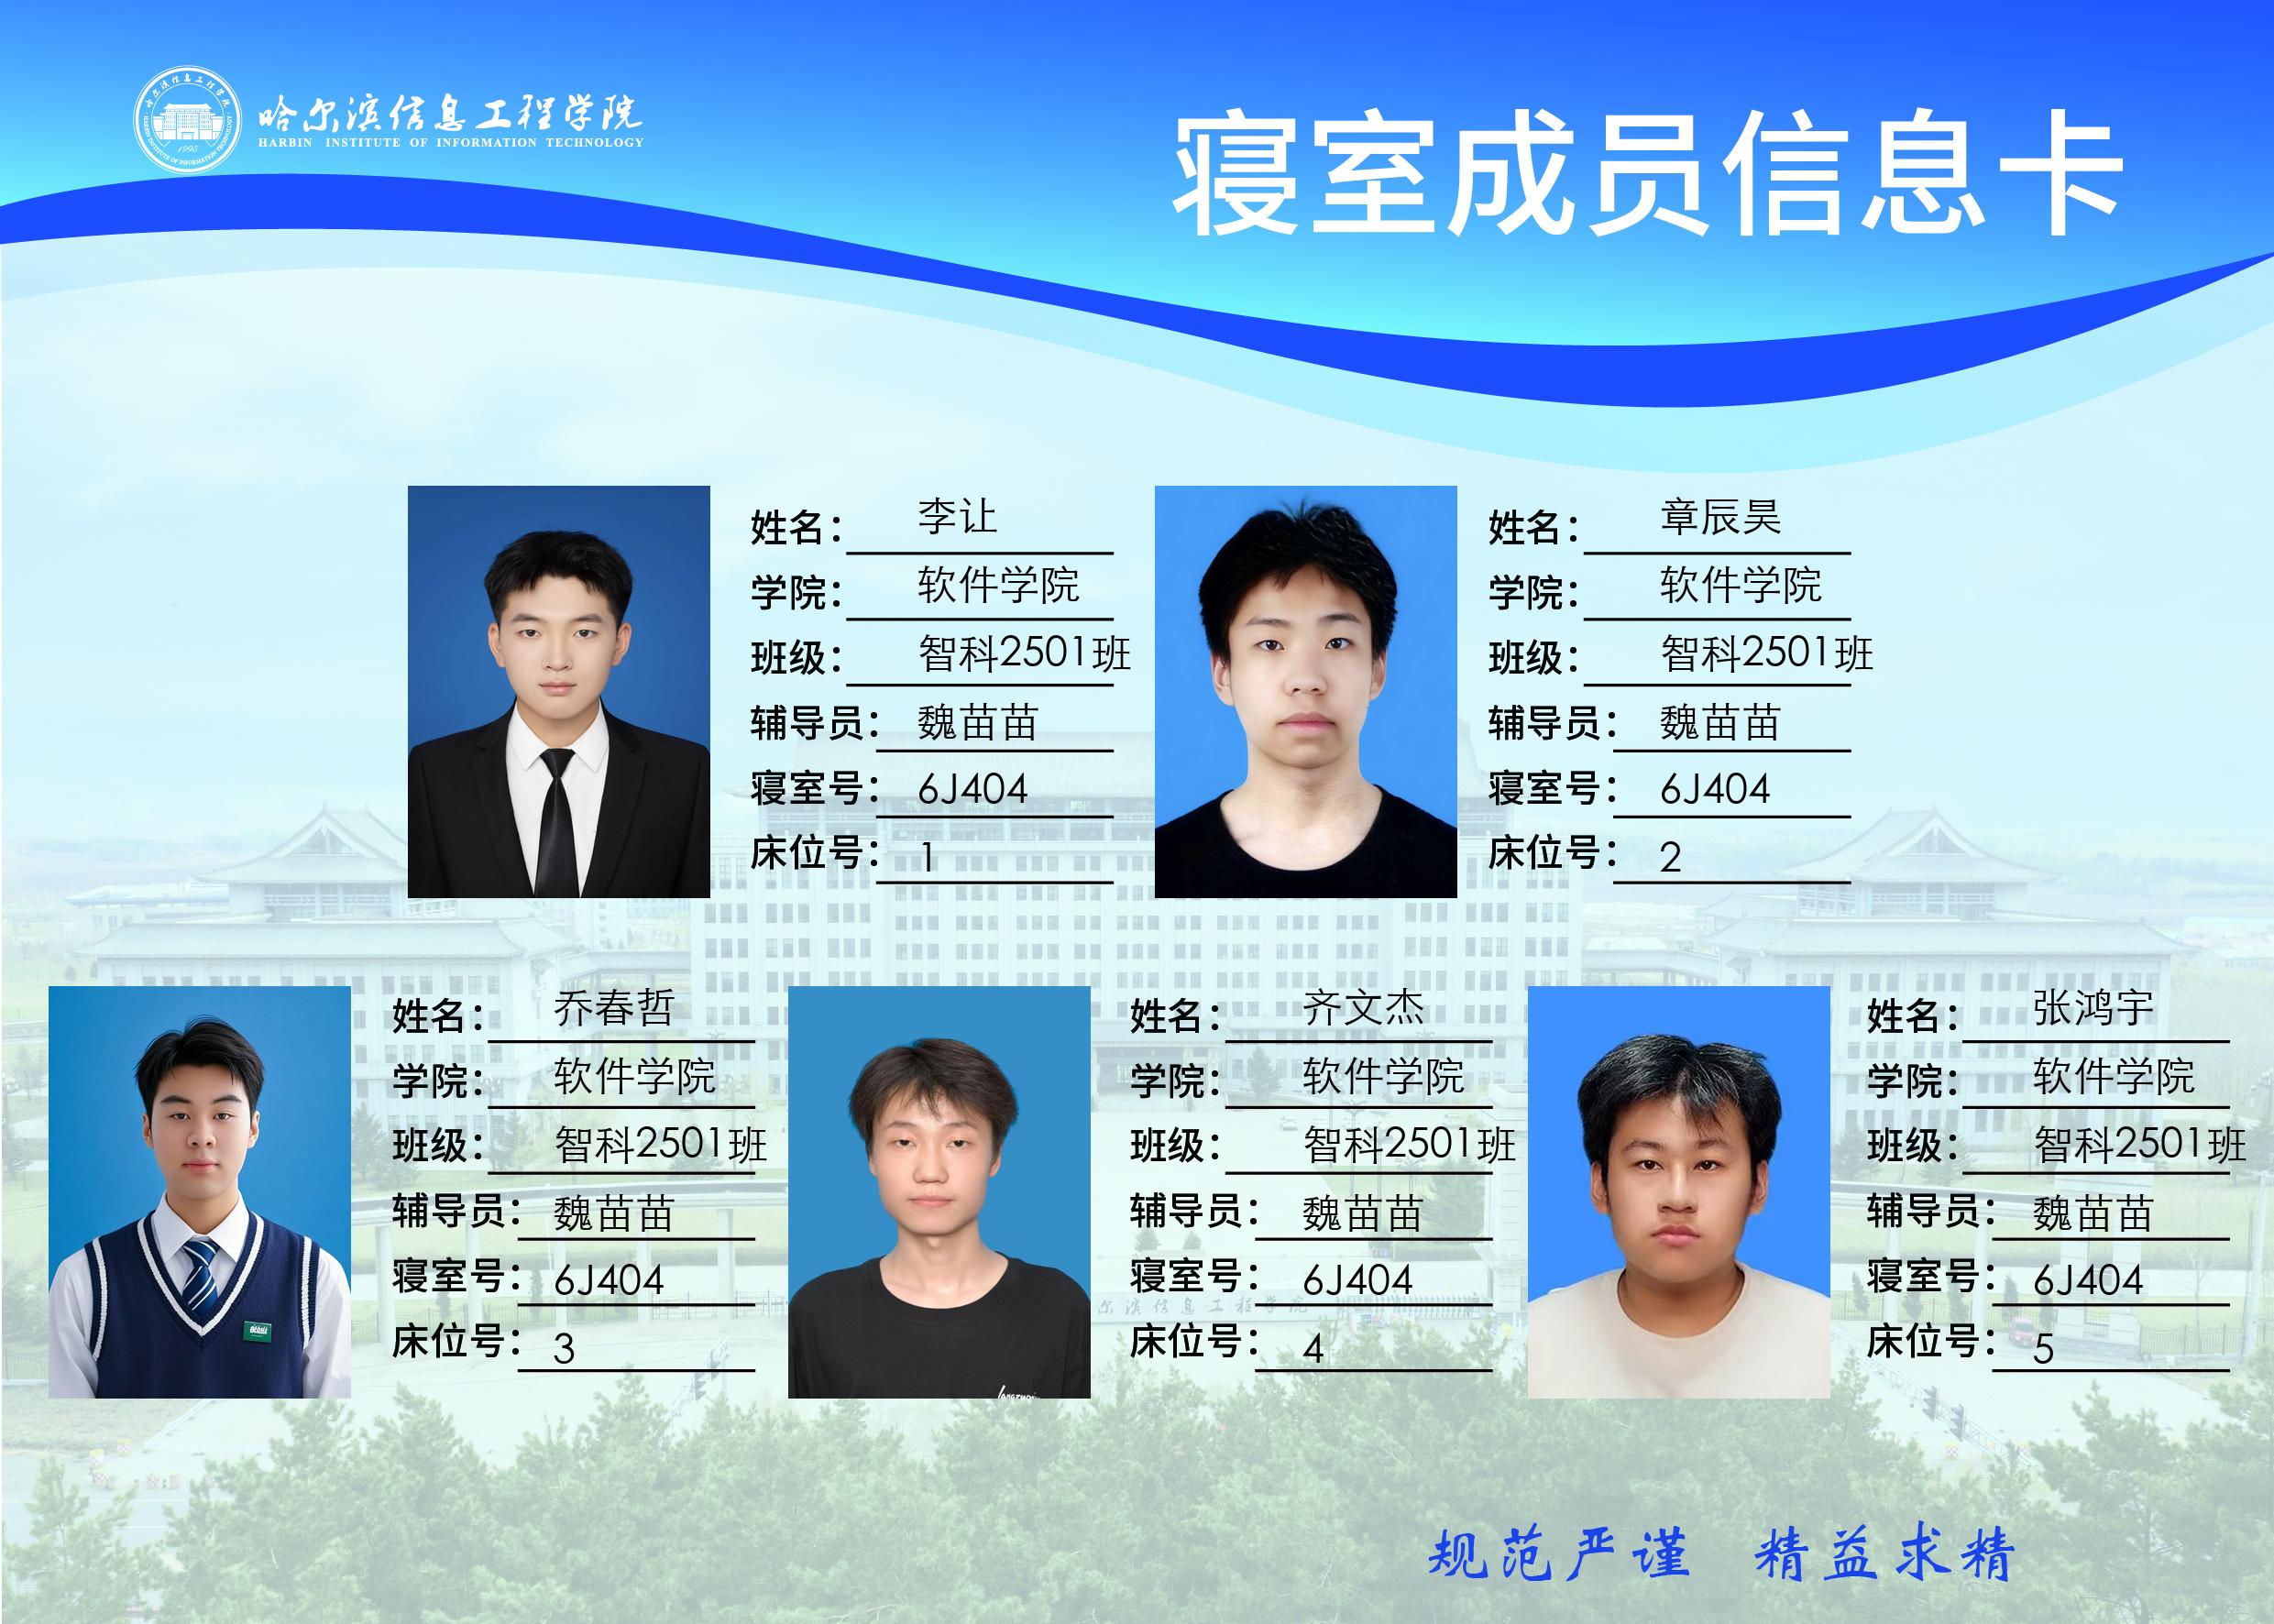 哈尔滨信息工程学院
HARBIN INSTITUTE OF INFORMATION TECHNOLOGY
1995
寝室成员信息卡
姓名： 李让
学院： 软件学院
班级： 智科2501班
辅导员： 魏苗苗
寝室号： 6J404
床位号： 1
姓名： 章辰昊
学院： 软件学院
班级： 智科2501班
辅导员： 魏苗苗
寝室号： 6J404
床位号： 2
姓名： 乔春哲
学院： 软件学院
班级： 智科2501班
辅导员： 魏苗苗
寝室号： 6J404
床位号： 3
姓名： 齐文杰
学院： 软件学院
班级： 智科2501班
辅导员： 魏苗苗
寝室号： 6J404
床位号： 4
姓名： 张鸿宇
学院： 软件学院
班级： 智科2501班
辅导员： 魏苗苗
寝室号： 6J404
床位号： 5
规范严谨 精益求精